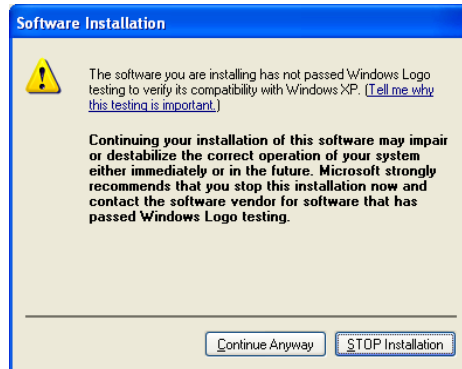 Software Installation
The software you are installing has not passed Windows Logo
testing to verify its compatibility with Windows XP. (Tell me why
this testing is important.)
Continuing your installation of this software may impair
or destabilize the correct operation of your system
either immediately or in the future. Microsoft strongly
recommends that you stop this installation now and
contact the software vendor for software that has
passed Windows Logo testing.
Continue Anyway
STOP Installation